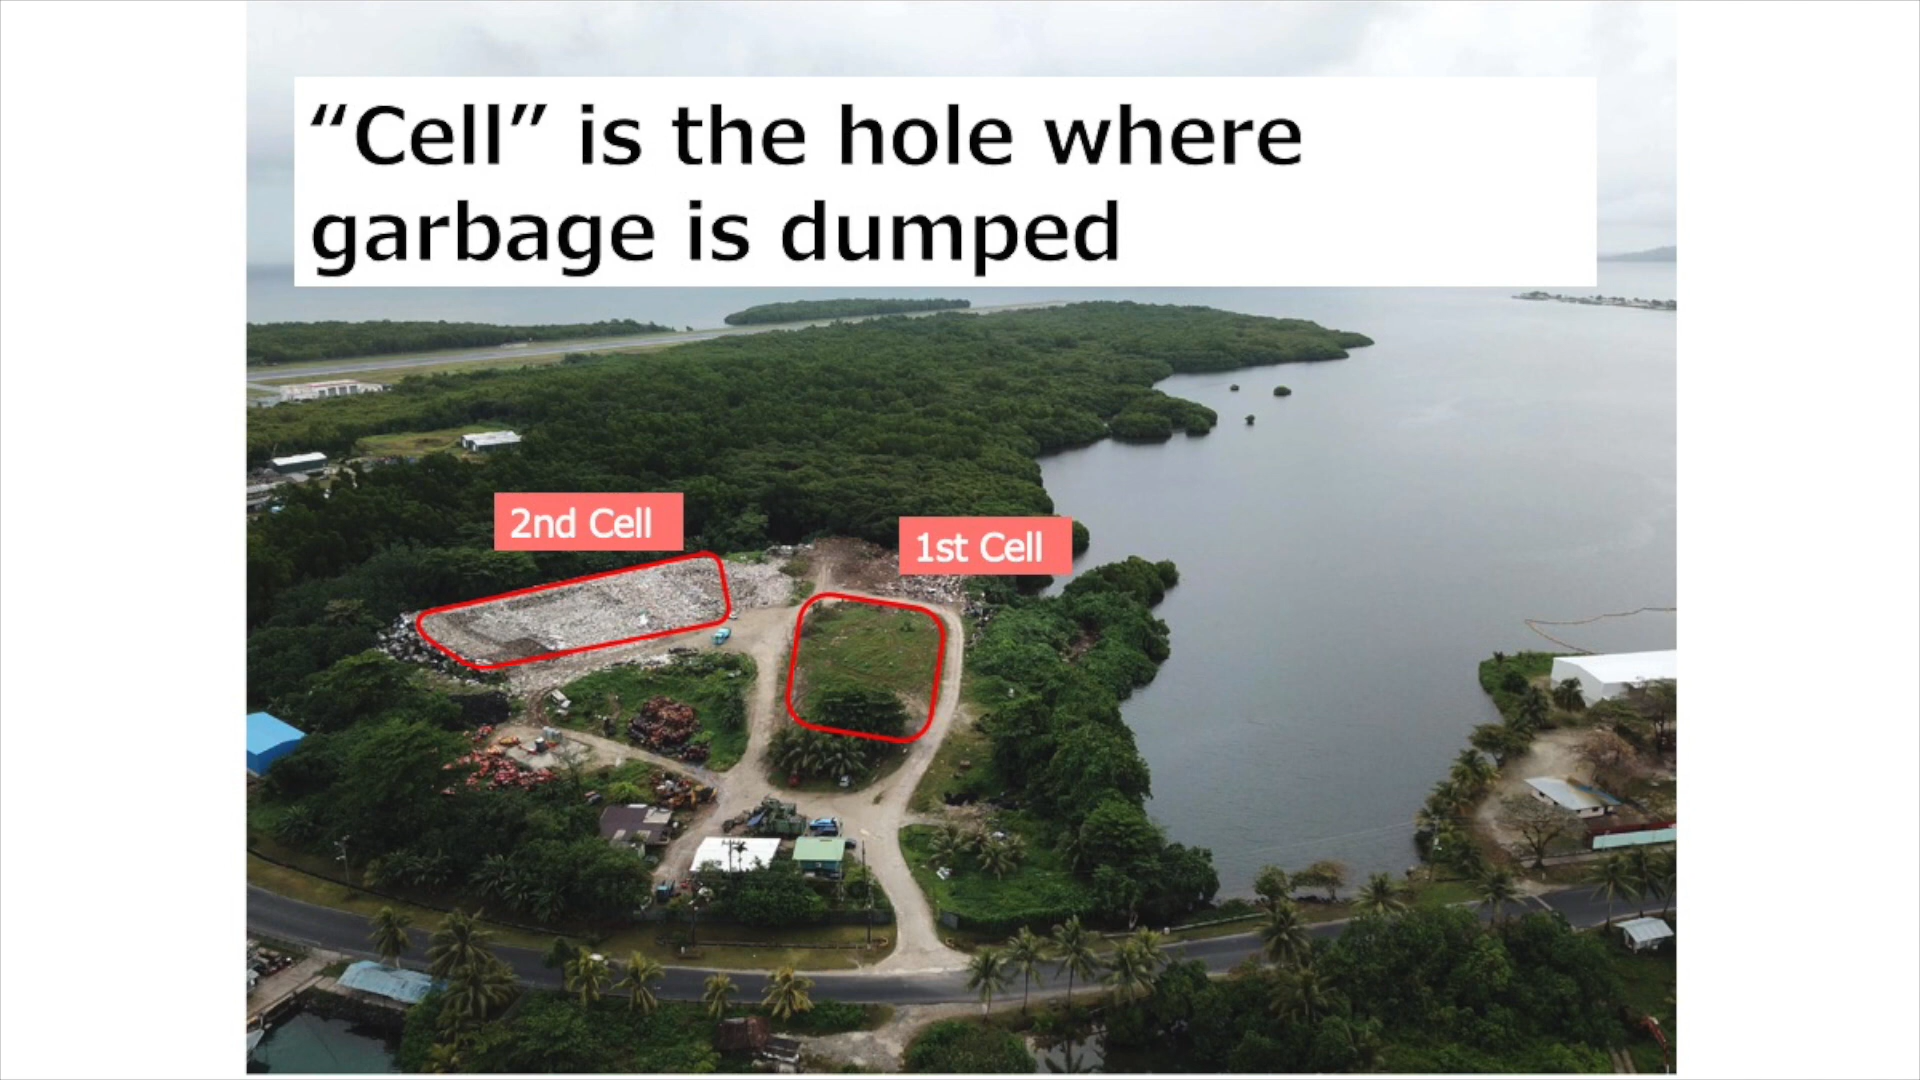 “Cell” is the hole where
garbage is dumped
2nd Cell
1st Cell